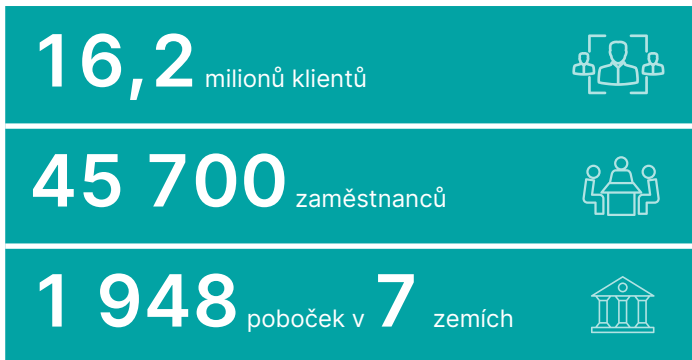 16,2 milionů klientů
45 700 zaměstnanců
1 948 poboček v 7 zemích